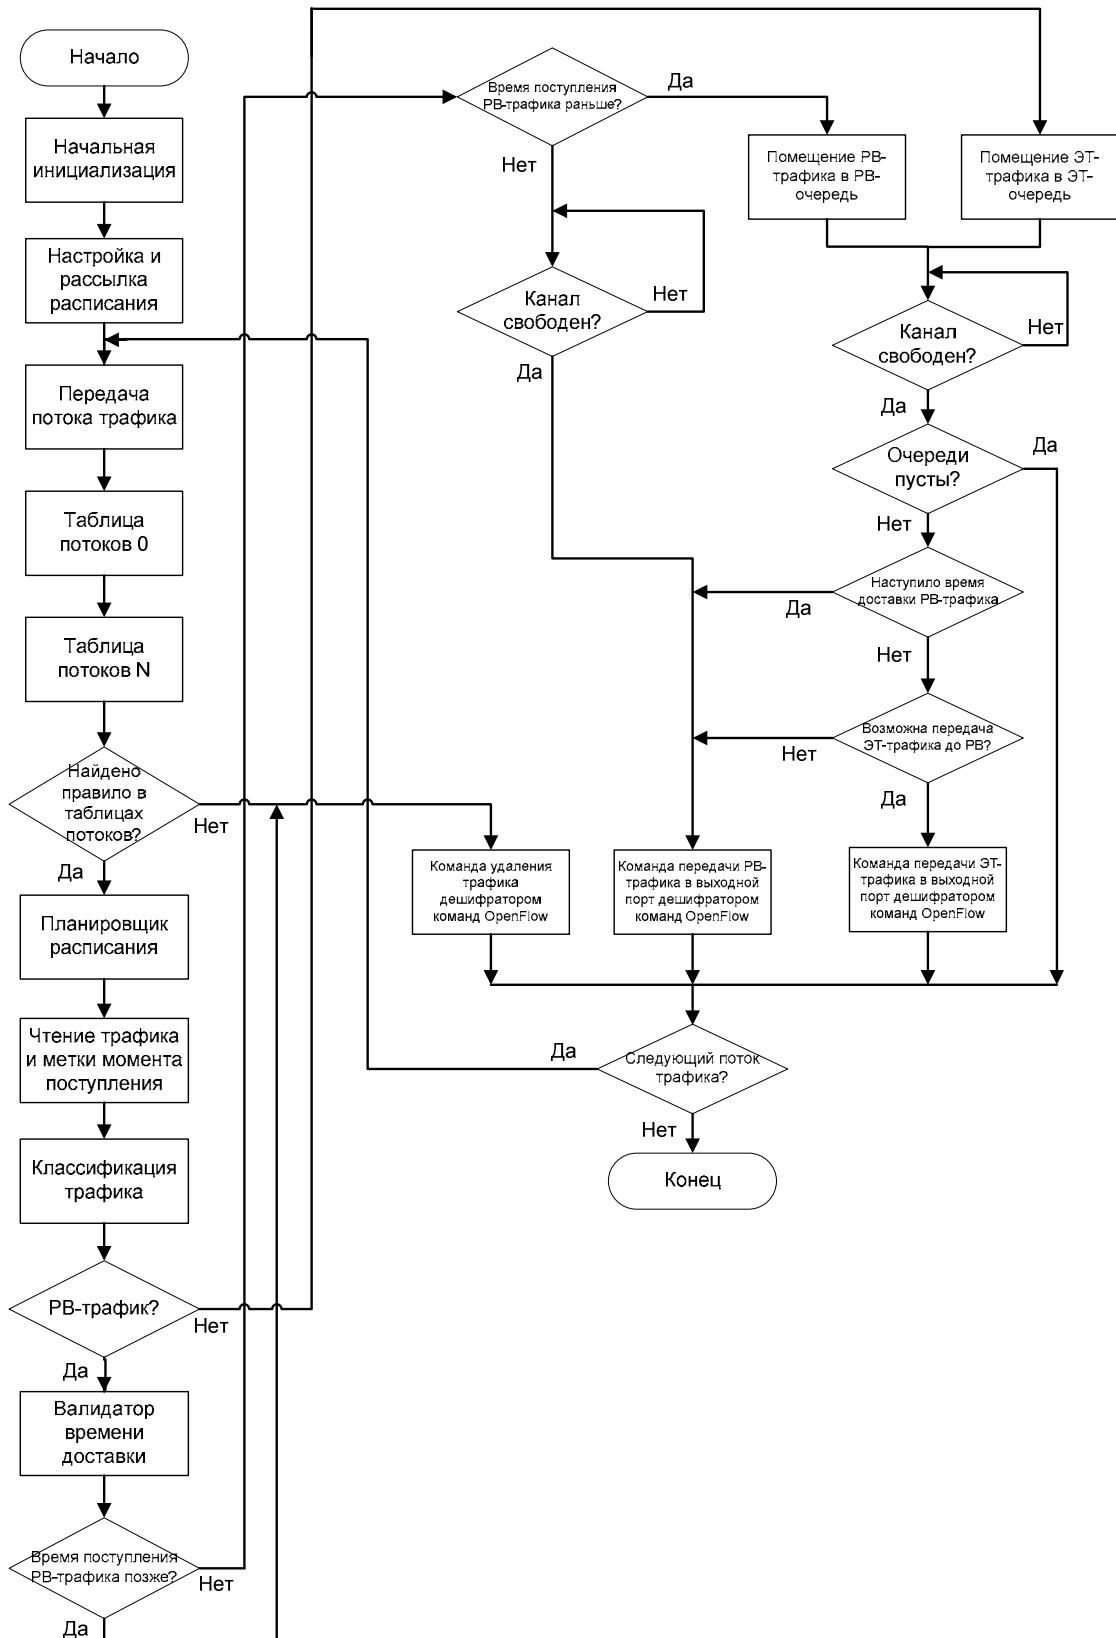 Начало
Начальная
инициализация
Настройка и
рассылка
расписания
Передача
потока трафика
Таблица
потоков 0
Таблица
потоков N
Найдено
правило в
таблицах
потоков?
Нет
Да
Планировщик
расписания
Чтение трафика
и метки момента
поступления
Классификация
трафика
РВ-трафик?
Нет
Да
Валидатор
времени
доставки
Время поступления
РВ-трафика позже?
Нет
Да
Время поступления
РВ-трафика раньше?
Да
Нет
Канал
свободен?
Нет
Да
Помещение РВ-
трафика в РВ-
очередь
Помещение ЭТ-
трафика в ЭТ-
очередь
Канал
свободен?
Нет
Да
Очереди
пусты?
Да
Нет
Наступило время
доставки РВ-трафика
Да
Нет
Возможна передача
ЭТ-трафика до РВ?
Нет
Да
Команда удаления
трафика
дешифратором
команд OpenFlow
Команда передачи РВ-
трафика в выходной
порт дешифратором
команд OpenFlow
Команда передачи ЭТ-
трафика в выходной
порт дешифратором
команд OpenFlow
Следующий поток
трафика?
Да
Нет
Конец